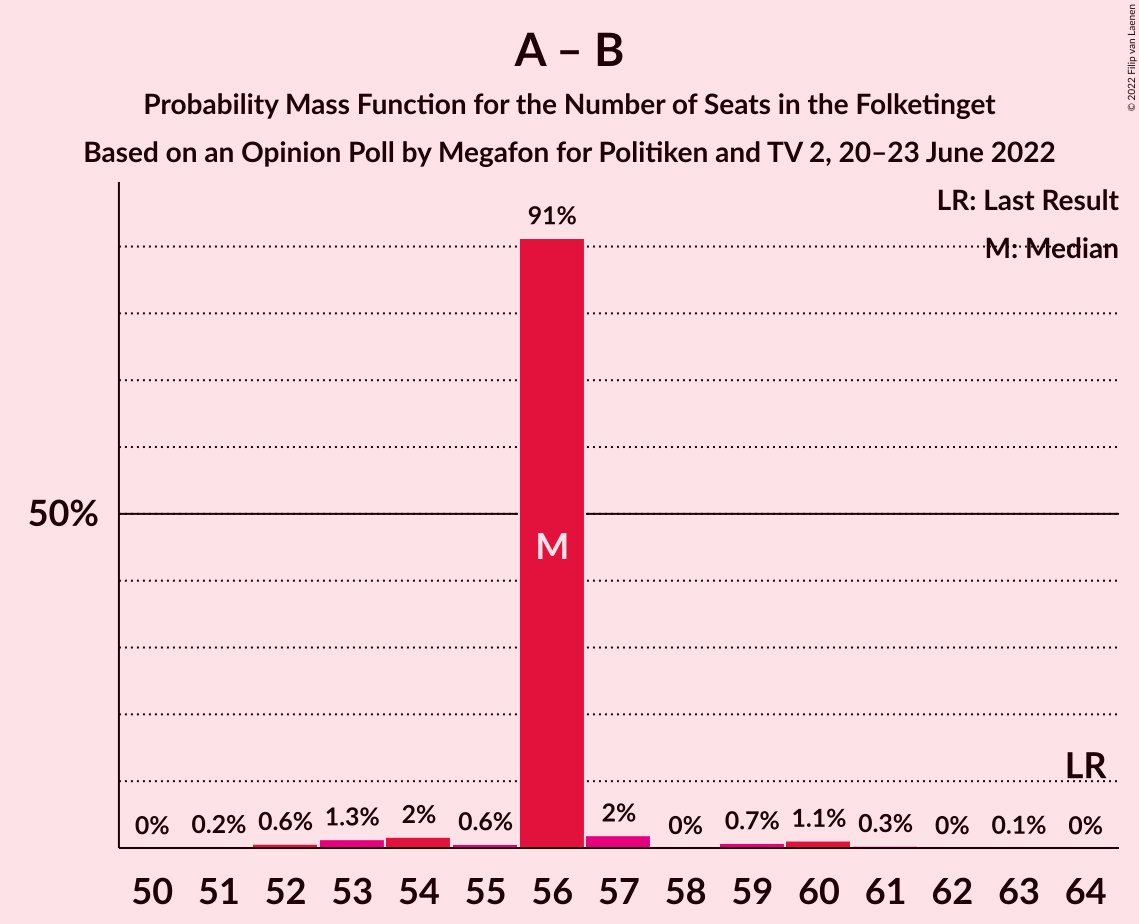 A – B
Probability Mass Function for the Number of Seats in the Folketinget
Based on an Opinion Poll by Megafon for Politiken and TV 2, 20–23 June 2022
© 2022 Filip van Laenen
LR: Last Result
M: Median
91%
50%
M
LR
0% 0.2% 0.6% 1.3% 2% 0.6% 2% 0% 0.7% 1.1% 0.3% 0% 0.1% 0%
50 51 52 53 54 55 56 57 58 59 60 61 62 63 64